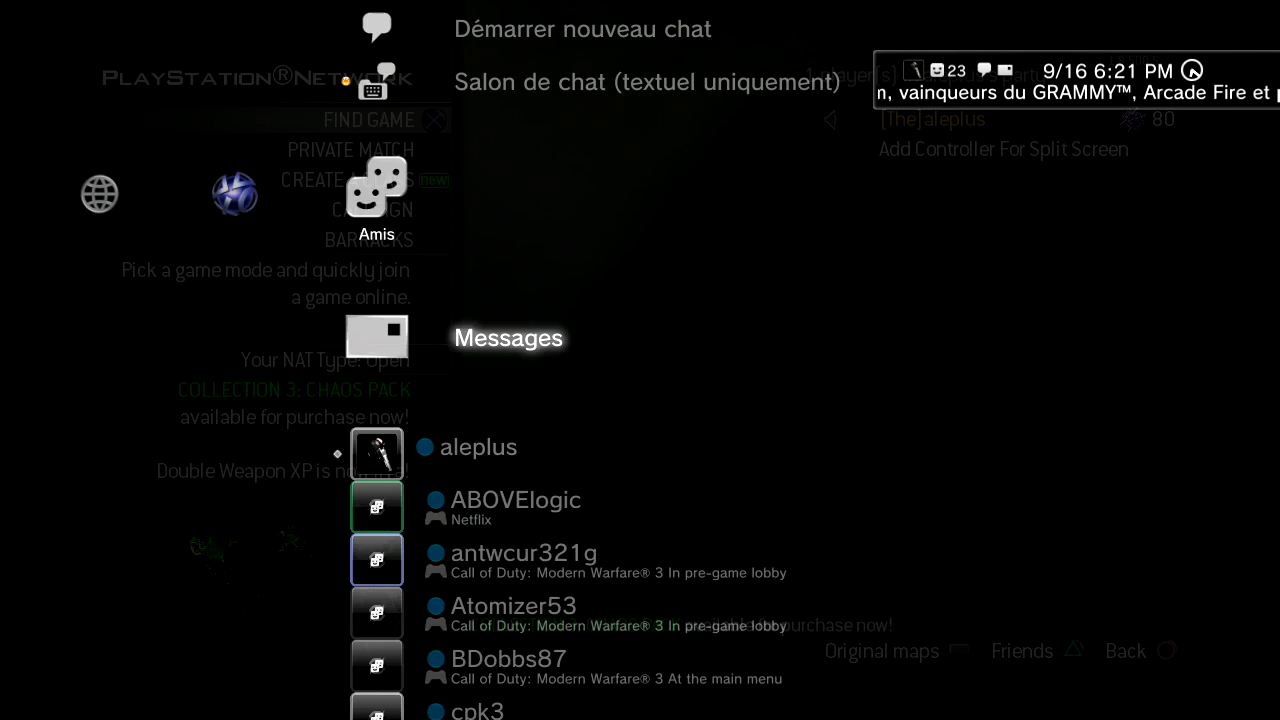 Démarrer nouveau chat
Salon de chat (textuel uniquement)
23
9/16 6:21 PM
n, vainqueurs du GRAMMY™, Arcade Fire et p
PlayStation®Network
FIND GAME
PRIVATE MATCH
new
BARRACKS
[The]aleplus
80
Add Controller For Split Screen
Amis
Pick a game mode and quickly join
a game online.
Messages
Your NAT Type: Open
COLLECTION 3: CHAOS PACK
available for purchase now!
aleplus
Double Weapon XP is now
ABOVElogic
Netflix
antwcur321g
Call of Duty: Modern Warfare® 3 In pre-game lobby
Atomizer53
Call of Duty: Modern Warfare® 3 In pre-game lobby
purchase now!
BDobbs87
Call of Duty: Modern Warfare® 3 At the main menu
Original maps
Friends
Back
cpk3